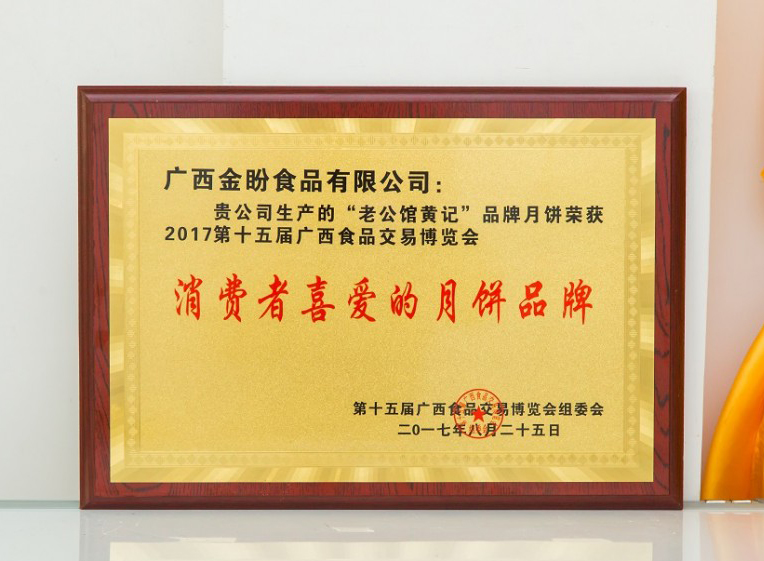 广西金盼食品有限公司：
贵公司生产的“老公馆黄记”品牌月饼荣获
2017第十五届广西食品交易博览会
消费者喜爱的月饼品牌
第十五届广西食品交易博览会组委会
二〇一七年 月二十五日